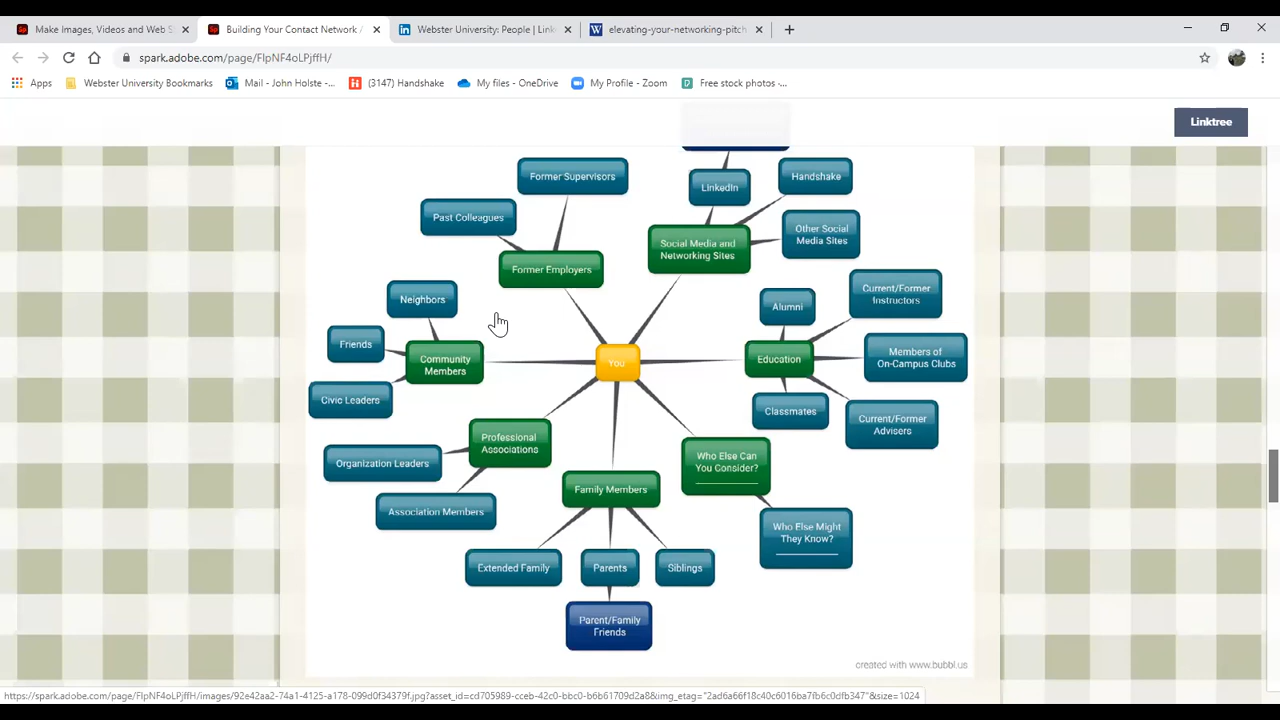 Make Images, Videos and Web S
Building Your Contact Network /
Webster University: People | Link
elevating-your-networking-pitch
spark.adobe.com/page/FIpNF4oLPjffH/
Apps
Webster University Bookmarks
Mail - John Holste -...
(3147) Handshake
My files - OneDrive
My Profile - Zoom
Free stock photos -...
Linktree
Former Supervisors
LinkedIn
Handshake
Past Colleagues
Other Social
Media Sites
Social Media and
Networking Sites
Former Employers
Neighbors
Alumni
Current/Former
Instructors
Friends
Community
Members
You
Education
Members of
On-Campus Clubs
Civic Leaders
Classmates
Current/Former
Advisers
Professional
Associations
Organization Leaders
Who Else Can
You Consider?
Family Members
Association Members
Who Else Might
They Know?
Extended Family
Parents
Siblings
Parent/Family
Friends
created with www.bubbl.us
https://spark.adobe.com/page/FIpNF4oLPjffH/images/92e42aa2-74a1-4125-a178-099d0f34379f.jpg?asset_id=cd705989-cceb-42c0-bbc0-b6b61709d2a8&img_etag="2ad6a66f18c40c6016ba7fb6c0dfb347"&size=1024